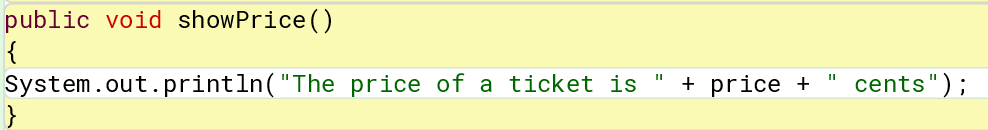 public void showPrice()
{
System.out.println("The price of a ticket is " + price + " cents");
}